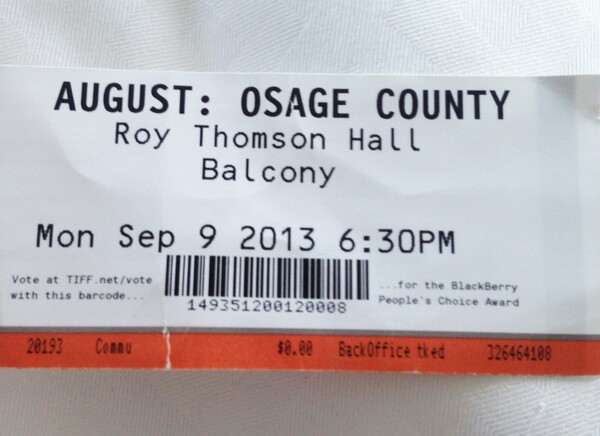 AUGUST: OSAGE COUNTY
Roy Thomson Hall
Balcony
Mon Sep 9 2013 6:30PM
Vote at TIFF.net/vote
with this barcode...
149351200120008
...for the BlackBerry
People's Choice Award
20193 Commu $0.00 BackOffice tked 326464108